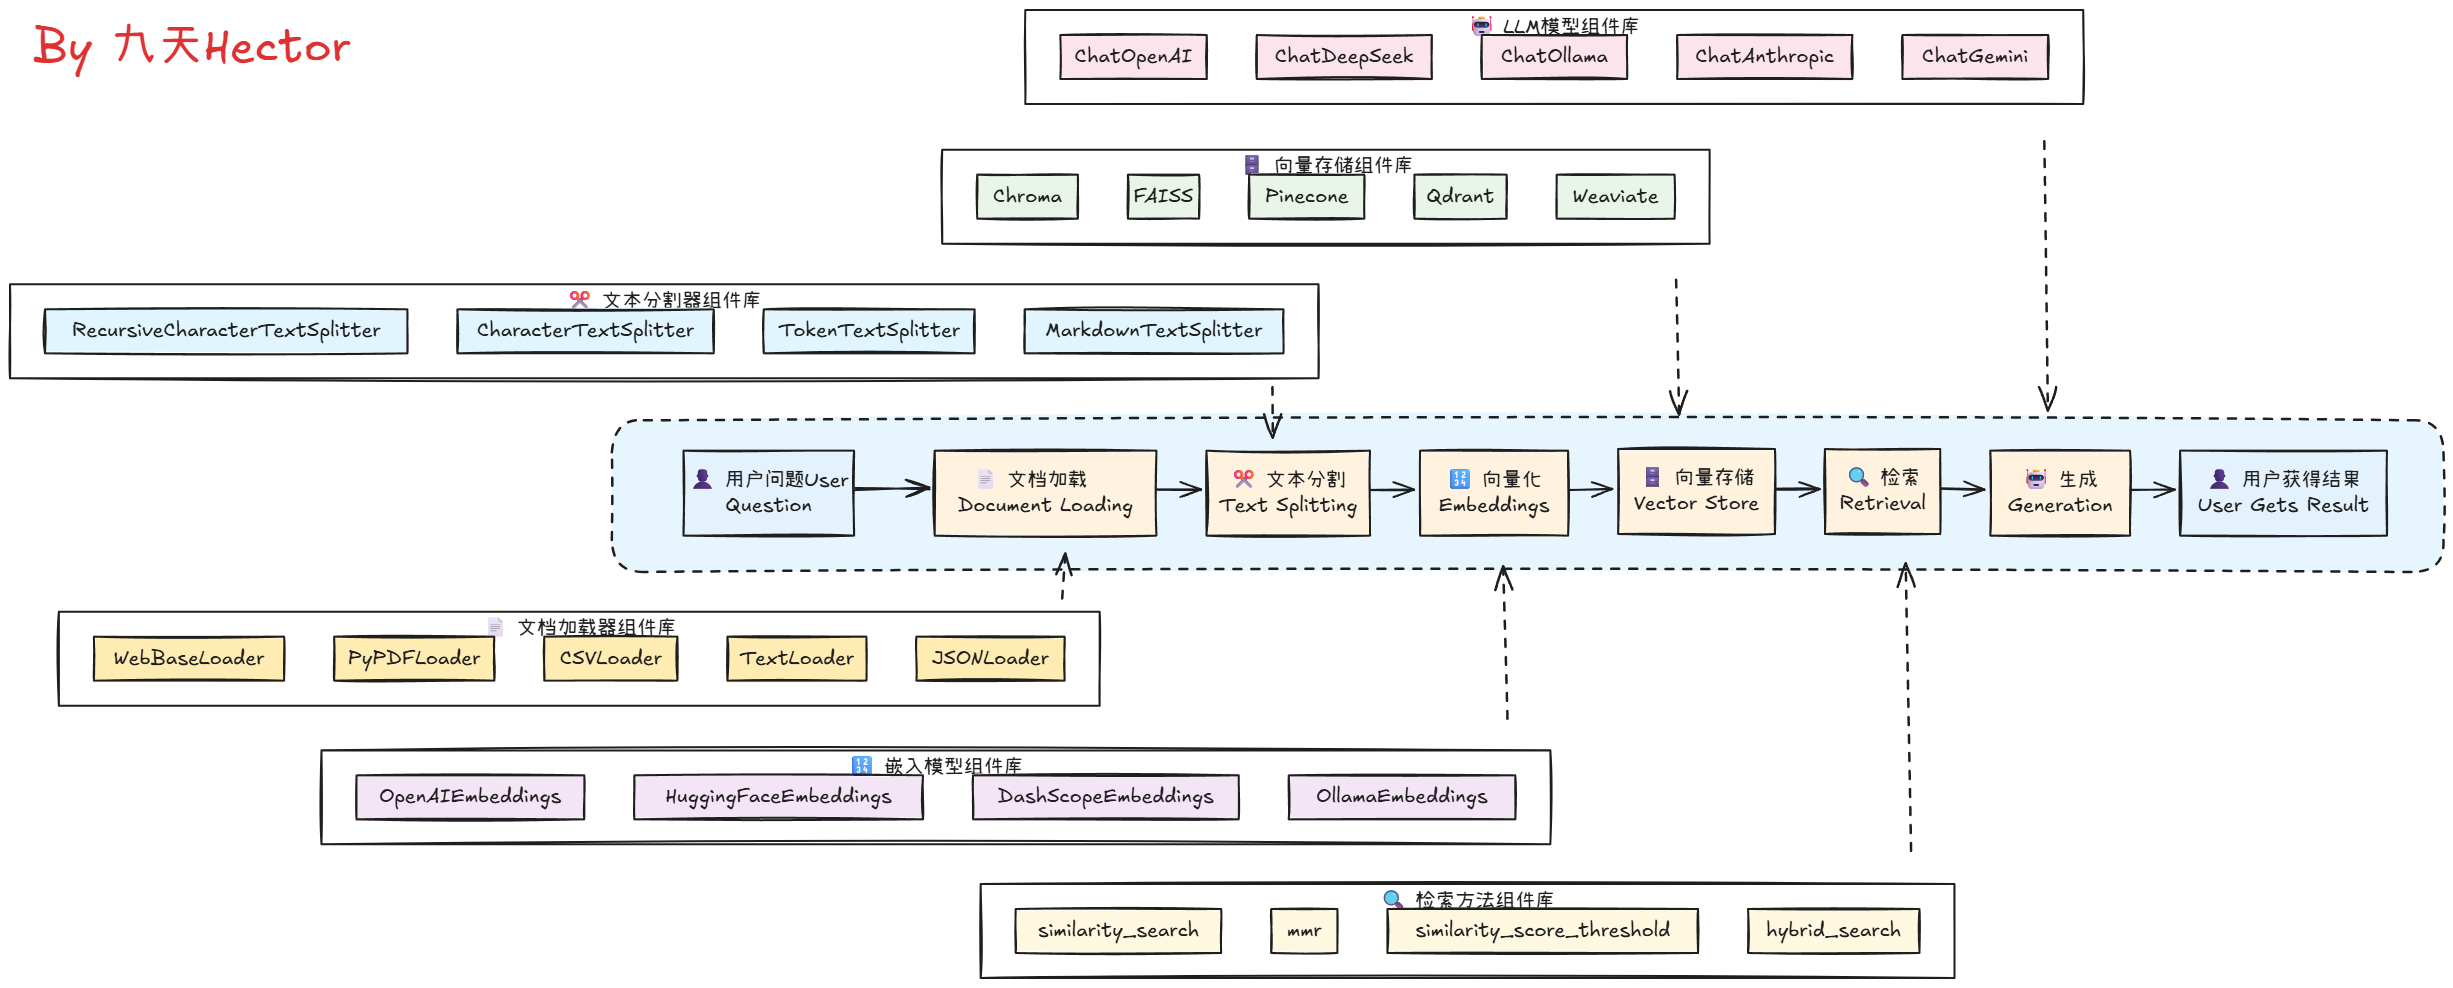 By 九天Hector
🤖 LLM模型组件库
ChatOpenAI
ChatDeepSeek
ChatOllama
ChatAnthropic
ChatGemini
🗄️ 向量存储组件库
Chroma
FAISS
Pinecone
Qdrant
Weaviate
✂️ 文本分割器组件库
RecursiveCharacterTextSplitter
CharacterTextSplitter
TokenTextSplitter
MarkdownTextSplitter
👤 用户问题User
Question
📄 文档加载
Document Loading
✂️ 文本分割
Text Splitting
🔢 向量化
Embeddings
🗄️ 向量存储
Vector Store
🔍 检索
Retrieval
🤖 生成
Generation
👤 用户获得结果
User Gets Result
📄 文档加载器组件库
WebBaseLoader
PyPDFLoader
CSVLoader
TextLoader
JSONLoader
🔢 嵌入模型组件库
OpenAIEmbeddings
HuggingFaceEmbeddings
DashScopeEmbeddings
OllamaEmbeddings
🔍 检索方法组件库
similarity_search
mmr
similarity_score_threshold
hybrid_search